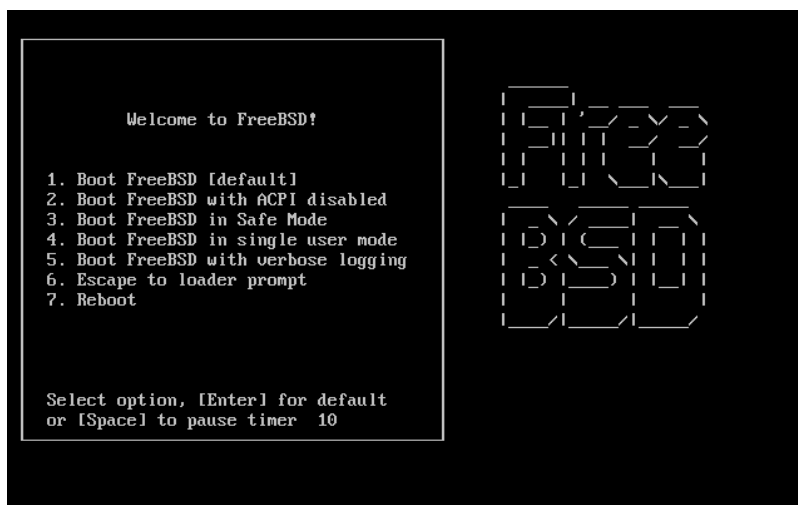 Welcome to FreeBSD!
1. Boot FreeBSD [default]
2. Boot FreeBSD with ACPI disabled
3. Boot FreeBSD in Safe Mode
4. Boot FreeBSD in single user mode
5. Boot FreeBSD with verbose logging
6. Escape to loader prompt
7. Reboot
Select option, [Enter] for default
or [Space] to pause timer  10
Free
BSD